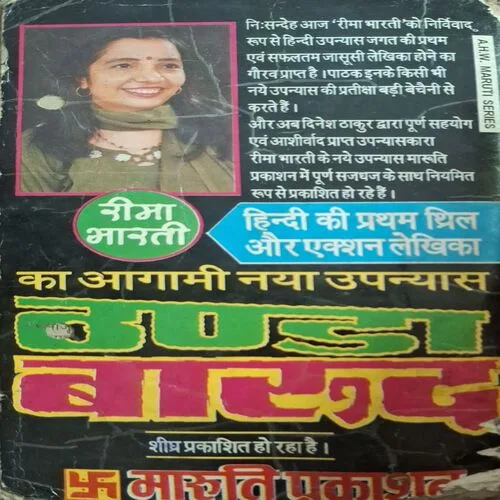 निःसन्देह आज 'रीमा भारती' को निर्विवाद
रूप से हिन्दी उपन्यास जगत की प्रथम
एवं सफलतम जासूसी लेखिका होने का
गौरव प्राप्त है । पाठक इनके किसी भी
नये उपन्यास की प्रतीक्षा बड़ी बेचैनी से
करते हैं ।
और अब दिनेश ठाकुर द्वारा पूर्ण सहयोग
एवं आर्शीवाद प्राप्त उपन्यासकारा
रीमा भारती के नये उपन्यास मारूति
प्रकाशन में पूर्ण सजधज के साथ नियमित
रूप से प्रकाशित हो रहे हैं ।
A.H.W. MARUTI SERIES
रीमा
भारती
हिन्दी की प्रथम थ्रिल
और एक्शन लेखिका
का आगामी नया उपन्यास
ठण्डा
बारूद
शीघ्र प्रकाशित हो रहा है ।
मारूति प्रकाशन